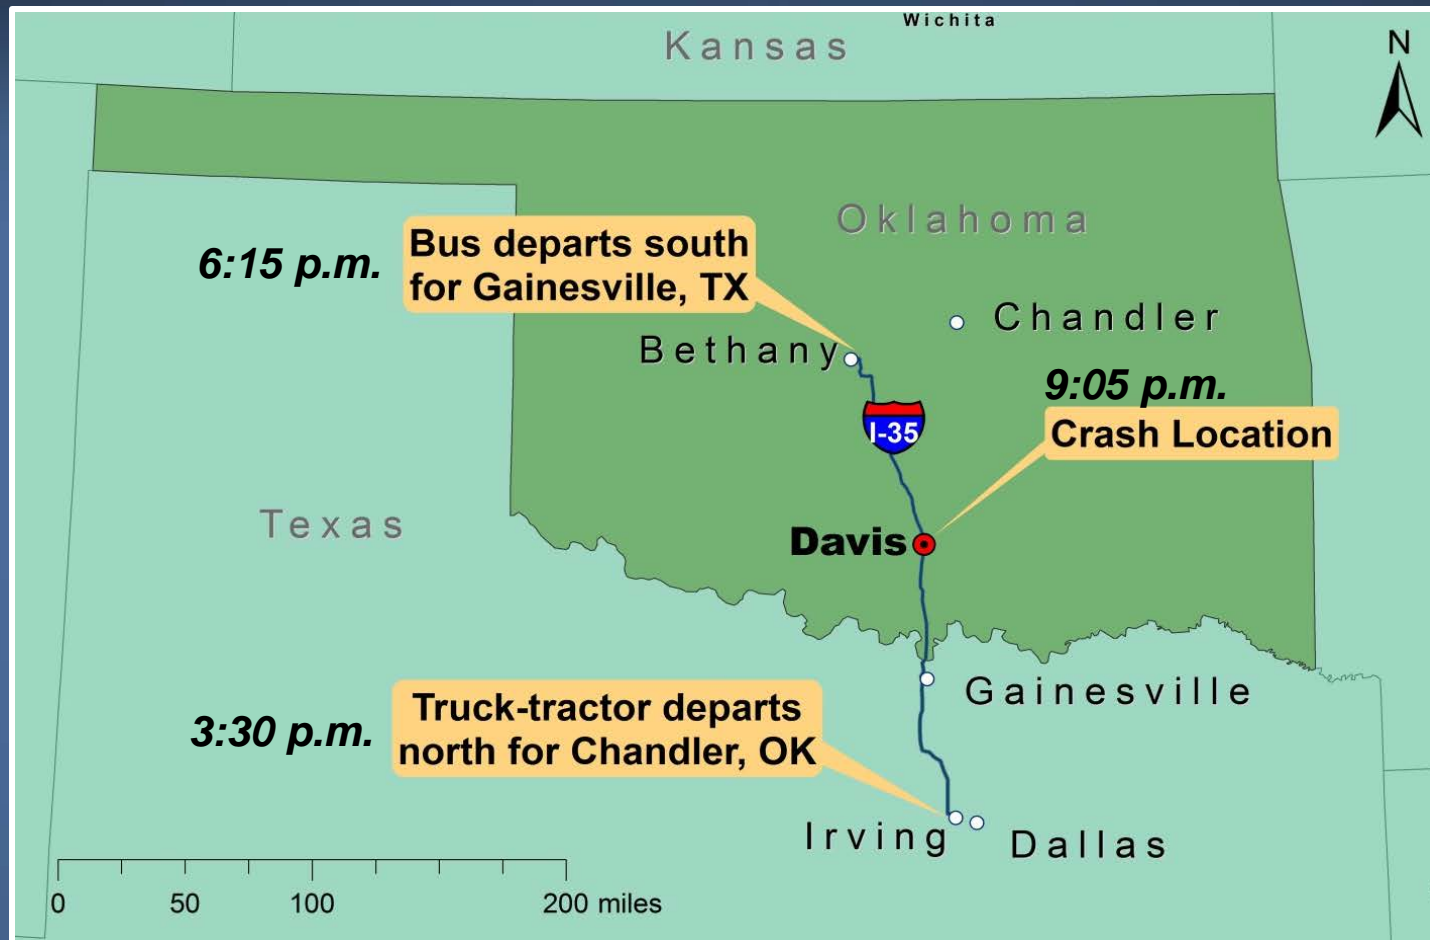 Wichita
Kansas
N
Oklahoma
6:15 p.m.
Bus departs south
for Gainesville, TX
Chandler
Bethany
9:05 p.m.
I-35
Crash Location
Texas
Davis
Gainesville
3:30 p.m.
Truck-tractor departs
north for Chandler, OK
Irving
Dallas
0 50 100 200 miles